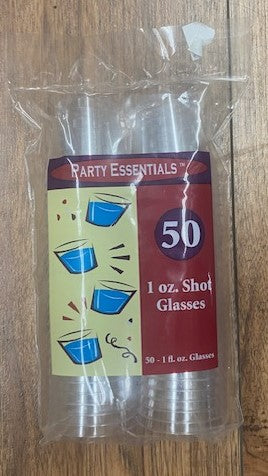 PARTY ESSENTIALS™
50
1 oz. Shot
Glasses
50 - 1 fl. oz. Glasses